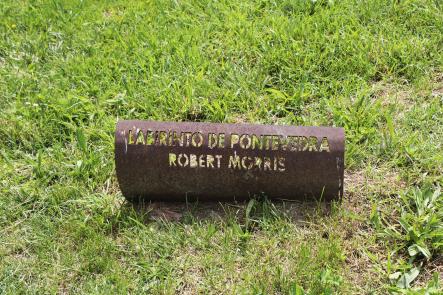 LABIRINTO DE PONTEVEDRA
ROBERT MORRIS